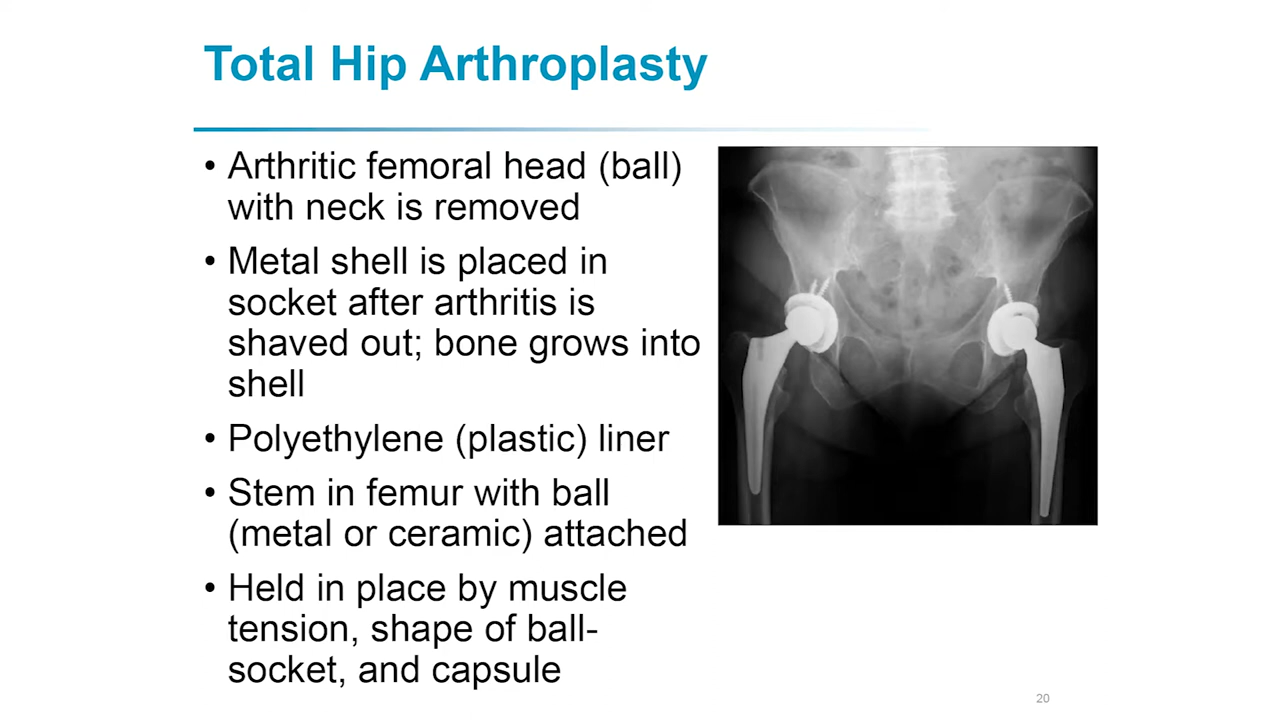 Total Hip Arthroplasty
• Arthritic femoral head (ball)
with neck is removed
• Metal shell is placed in
socket after arthritis is
shaved out; bone grows into
shell
• Polyethylene (plastic) liner
• Stem in femur with ball
(metal or ceramic) attached
• Held in place by muscle
tension, shape of ball-
socket, and capsule
20